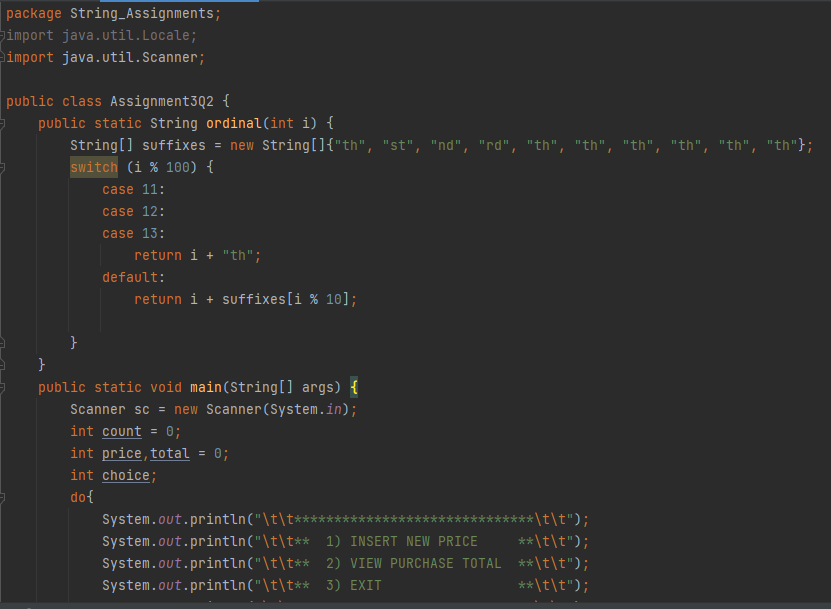 package String_Assignments;
import java.util.Locale;
import java.util.Scanner;
public class Assignment3Q2 {
public static String ordinal(int i) {
String[] suffixes = new String[]{"th", "st", "nd", "rd", "th", "th", "th", "th", "th", "th"};
switch (i % 100) {
case 11:
case 12:
case 13:
return i + "th";
default:
return i + suffixes[i % 10];
}
}
public static void main(String[] args) {
Scanner sc = new Scanner(System.in);
int count = 0;
int price,total = 0;
int choice;
do{
System.out.println("\t\t******************************\t\t");
System.out.println("\t\t**  1) INSERT NEW PRICE     **\t\t");
System.out.println("\t\t**  2) VIEW PURCHASE TOTAL  **\t\t");
System.out.println("\t\t**  3) EXIT                 **\t\t");